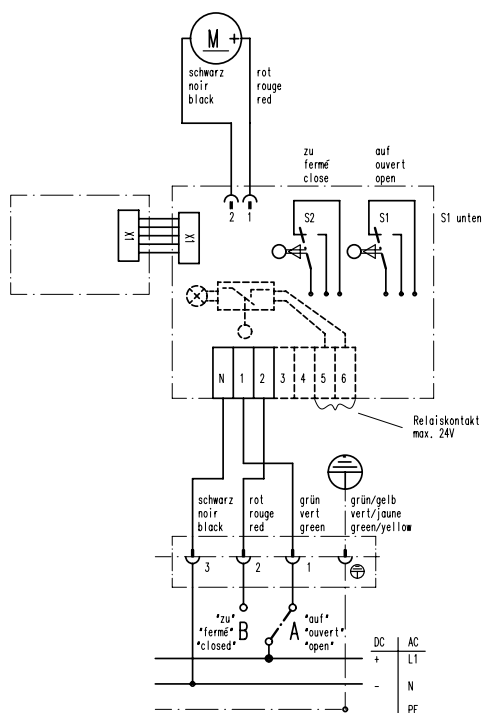 M +
schwarz
noir
black
rot
rouge
red
zu
fermé
close
auf
ouvert
open
2 1
S2
S1
S1 unten
X1
X1
N 1 2 3 4 5 6
Relaiskontakt
max. 24V
schwarz
noir
black
rot
rouge
red
grün
vert
green
grün/gelb
vert/jaune
green/yellow
3 2 1
"zu"
"fermé"
"closed"
B
A
"auf"
"ouvert"
"open"
DC AC
+ L1
- N
PE